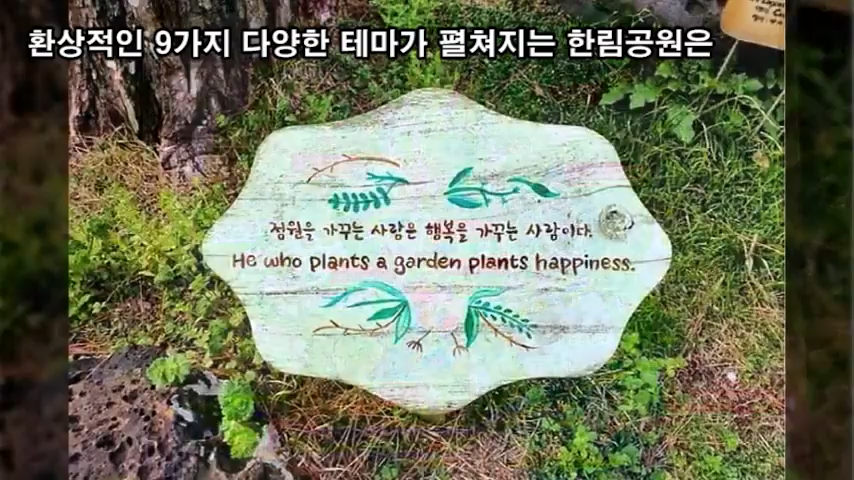 환상적인 9가지 다양한 테마가 펼쳐지는 한림공원은
정원을 가꾸는 사람은 행복을 가꾸는 사람이다.
He who plants a garden plants happiness.